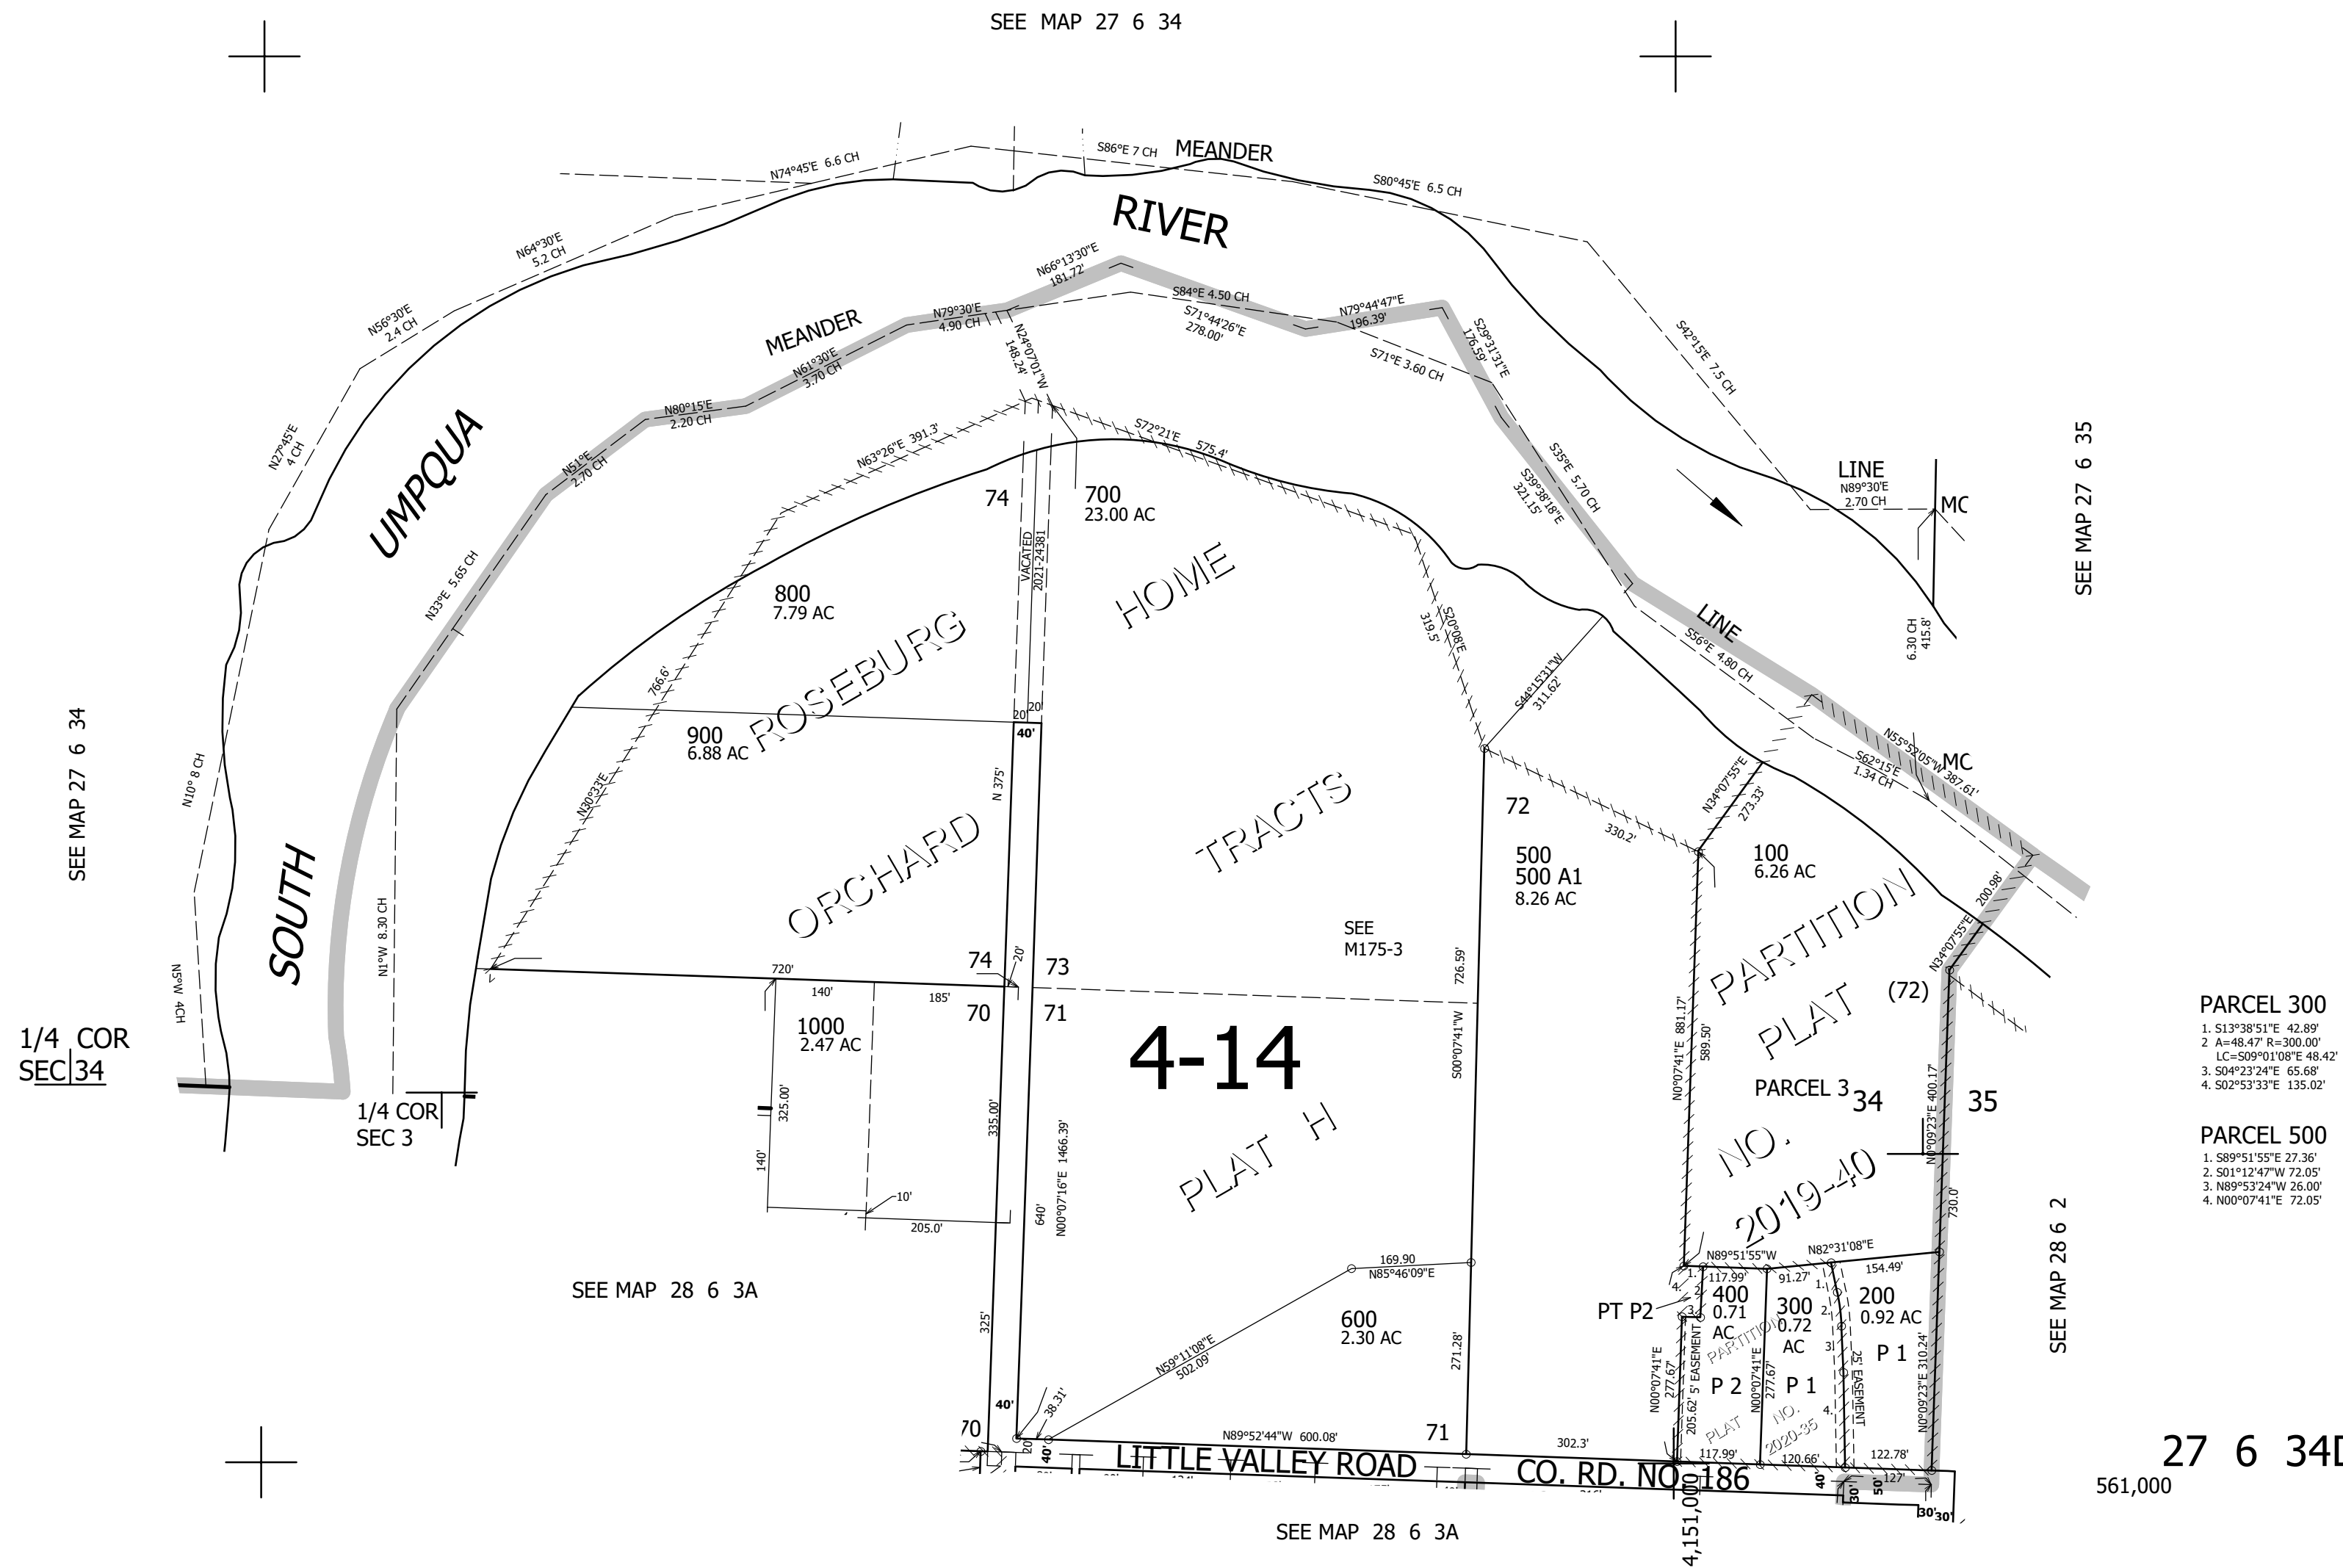 SEE MAP 27 6 34
N74°45'E 6.6 CH
S86°E 7 CH
MEANDER
S80°45'E 6.5 CH
RIVER
N64°30'E
5.2 CH
N66°13'30"E
181.72'
N56°30'E
2.4 CH
MEANDER
N79°30'E
4.90 CH
S84°E 4.50 CH
S71°44'26"E
278.00'
N79°44'47"E
196.39'
S29°31'31"E
176.59'
S42°15'E 7.5 CH
N24°07'01"W
148.24'
N61°30'E
3.70 CH
S71°E 3.60 CH
N80°15'E
2.20 CH
N27°45'E
4 CH
UMPQUA
N51°E
2.70 CH
N63°26"E 391.3'
S72°21'E
575.4'
S35°E 5.70 CH
S39°38'18"E
321.15'
LINE
N89°30'E
2.70 CH
MC
SEE MAP 27 6 35
74
700
23.00 AC
VACATED
2021-24381
N33°E 5.65 CH
HOME
800
7.79 AC
ROSEBURG
S20°08'E
319.5'
LINE
S56°E 4.80 CH
6.30 CH
415.8'
766.6'
S44°15'31"W
311.62'
20'
20'
40'
900
6.88 AC
SEE MAP 27 6 34
N10° 8 CH
N 375'
N30°33'E
N55°52'05"W 387.61'
S62°15'E
1.34 CH
MC
N34°07'55"E
273.33'
TRACTS
72
330.2'
ORCHARD
500
500 A1
8.26 AC
100
6.26 AC
PARTITION
SOUTH
N1°W 8.30 CH
SEE
M175-3
726.59'
N34°07'55"E
200.98'
N5°W 4CH
74
20'
73
720'
140'
185'
70
71
(72)
PLAT
PARCEL 300
1. S13°38'51"E 42.89'
2 A=48.47' R=300.00'
LC=S09°01'08"E 48.42'
3. S04°23'24"E 65.68'
4. S02°53'33"E 135.02'
1/4 COR
SEC 34
1000
2.47 AC
4-14
S00°07'41"W
N0°07'41"E 881.17'
589.50'
PARCEL 3
34
35
N0°09'23"E 400.17'
1/4 COR
SEC 3
325.00'
335.00'
PLAT H
NO.
PARCEL 500
1. S89°51'55"E 27.36'
2. S01°12'47"W 72.05'
3. N89°53'24"W 26.00'
4. N00°07'41"E 72.05'
140'
10'
205.0'
640'
N00°07'16"E 1466.39'
2019-40
730.0'
169.90
N85°46'09"E
N89°51'55"W
N82°31'08"E
1.
117.99'
91.27'
154.49'
SEE MAP 28 6 3A
PT P2
4.
2.
3.
400
0.71
AC
300
0.72
AC
200
0.92 AC
1.
2.
3.
4.
SEE MAP 28 6 2
325'
600
2.30 AC
N59°11'08"E
502.09'
271.28'
PARTITION
P 1
P 2
P 1
N00°07'41"E
277.67
205.62' 5' EASEMENT
N00°07'41"E
277.67'
25' EASEMENT
N0°09'23"E 310.24'
40'
38.31'
PLAT NO.
2020-35
70
20'
40'
N89°52'44"W 600.08'
71
302.3'
117.99'
120.66'
122.78'
127'
LITTLE VALLEY ROAD CO. RD. NO. 186
40'
30'
50'
30'
30'
27 6 34D
561,000
4,151,000
SEE MAP 28 6 3A